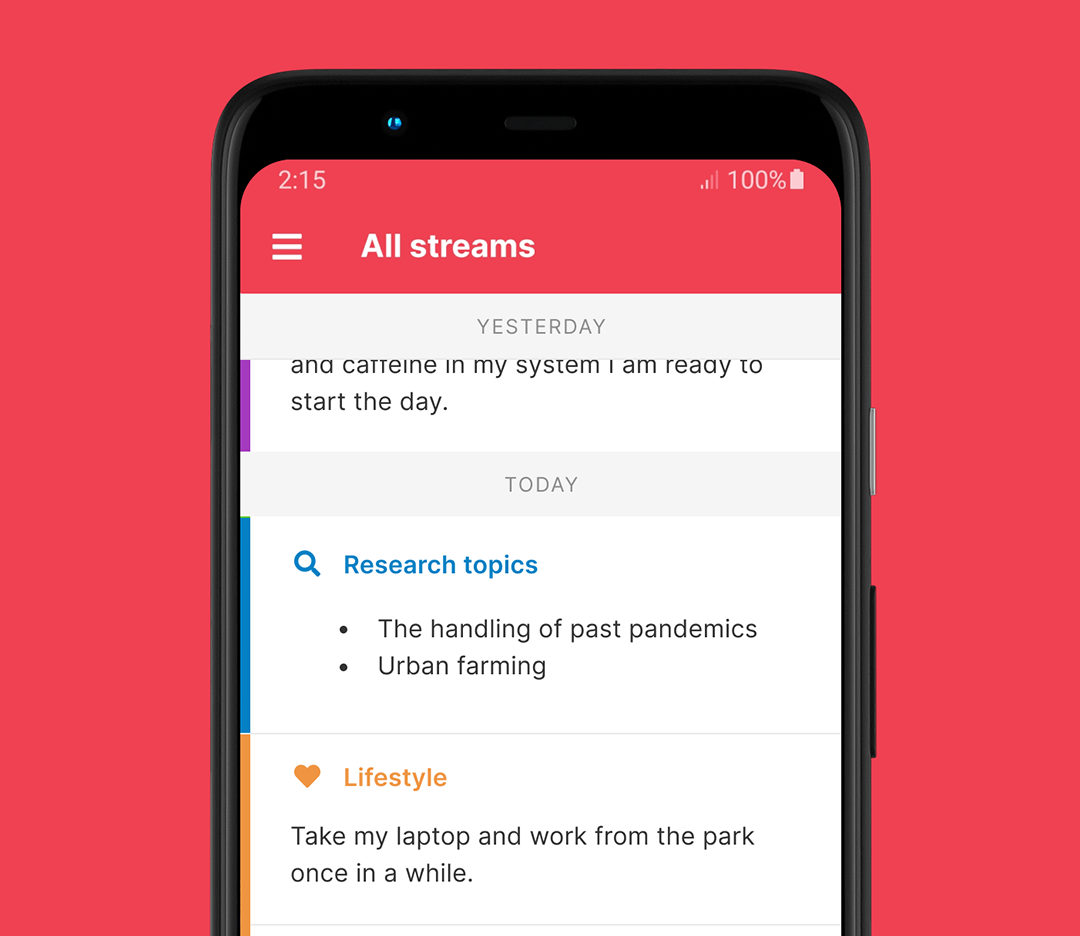 2:15
100%
All streams
YESTERDAY
and caffeine in my system I am ready to
start the day.
TODAY
Research topics
• The handling of past pandemics
• Urban farming
Lifestyle
Take my laptop and work from the park
once in a while.